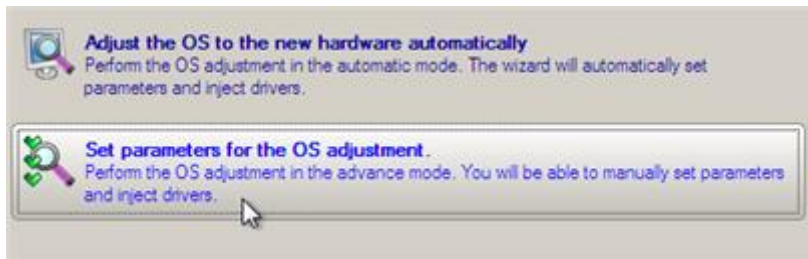 Adjust the OS to the new hardware automatically
Perform the OS adjustment in the automatic mode. The wizard will automatically set
parameters and inject drivers.
Set parameters for the OS adjustment.
Perform the OS adjustment in the advance mode. You will be able to manually set parameters
and inject drivers.